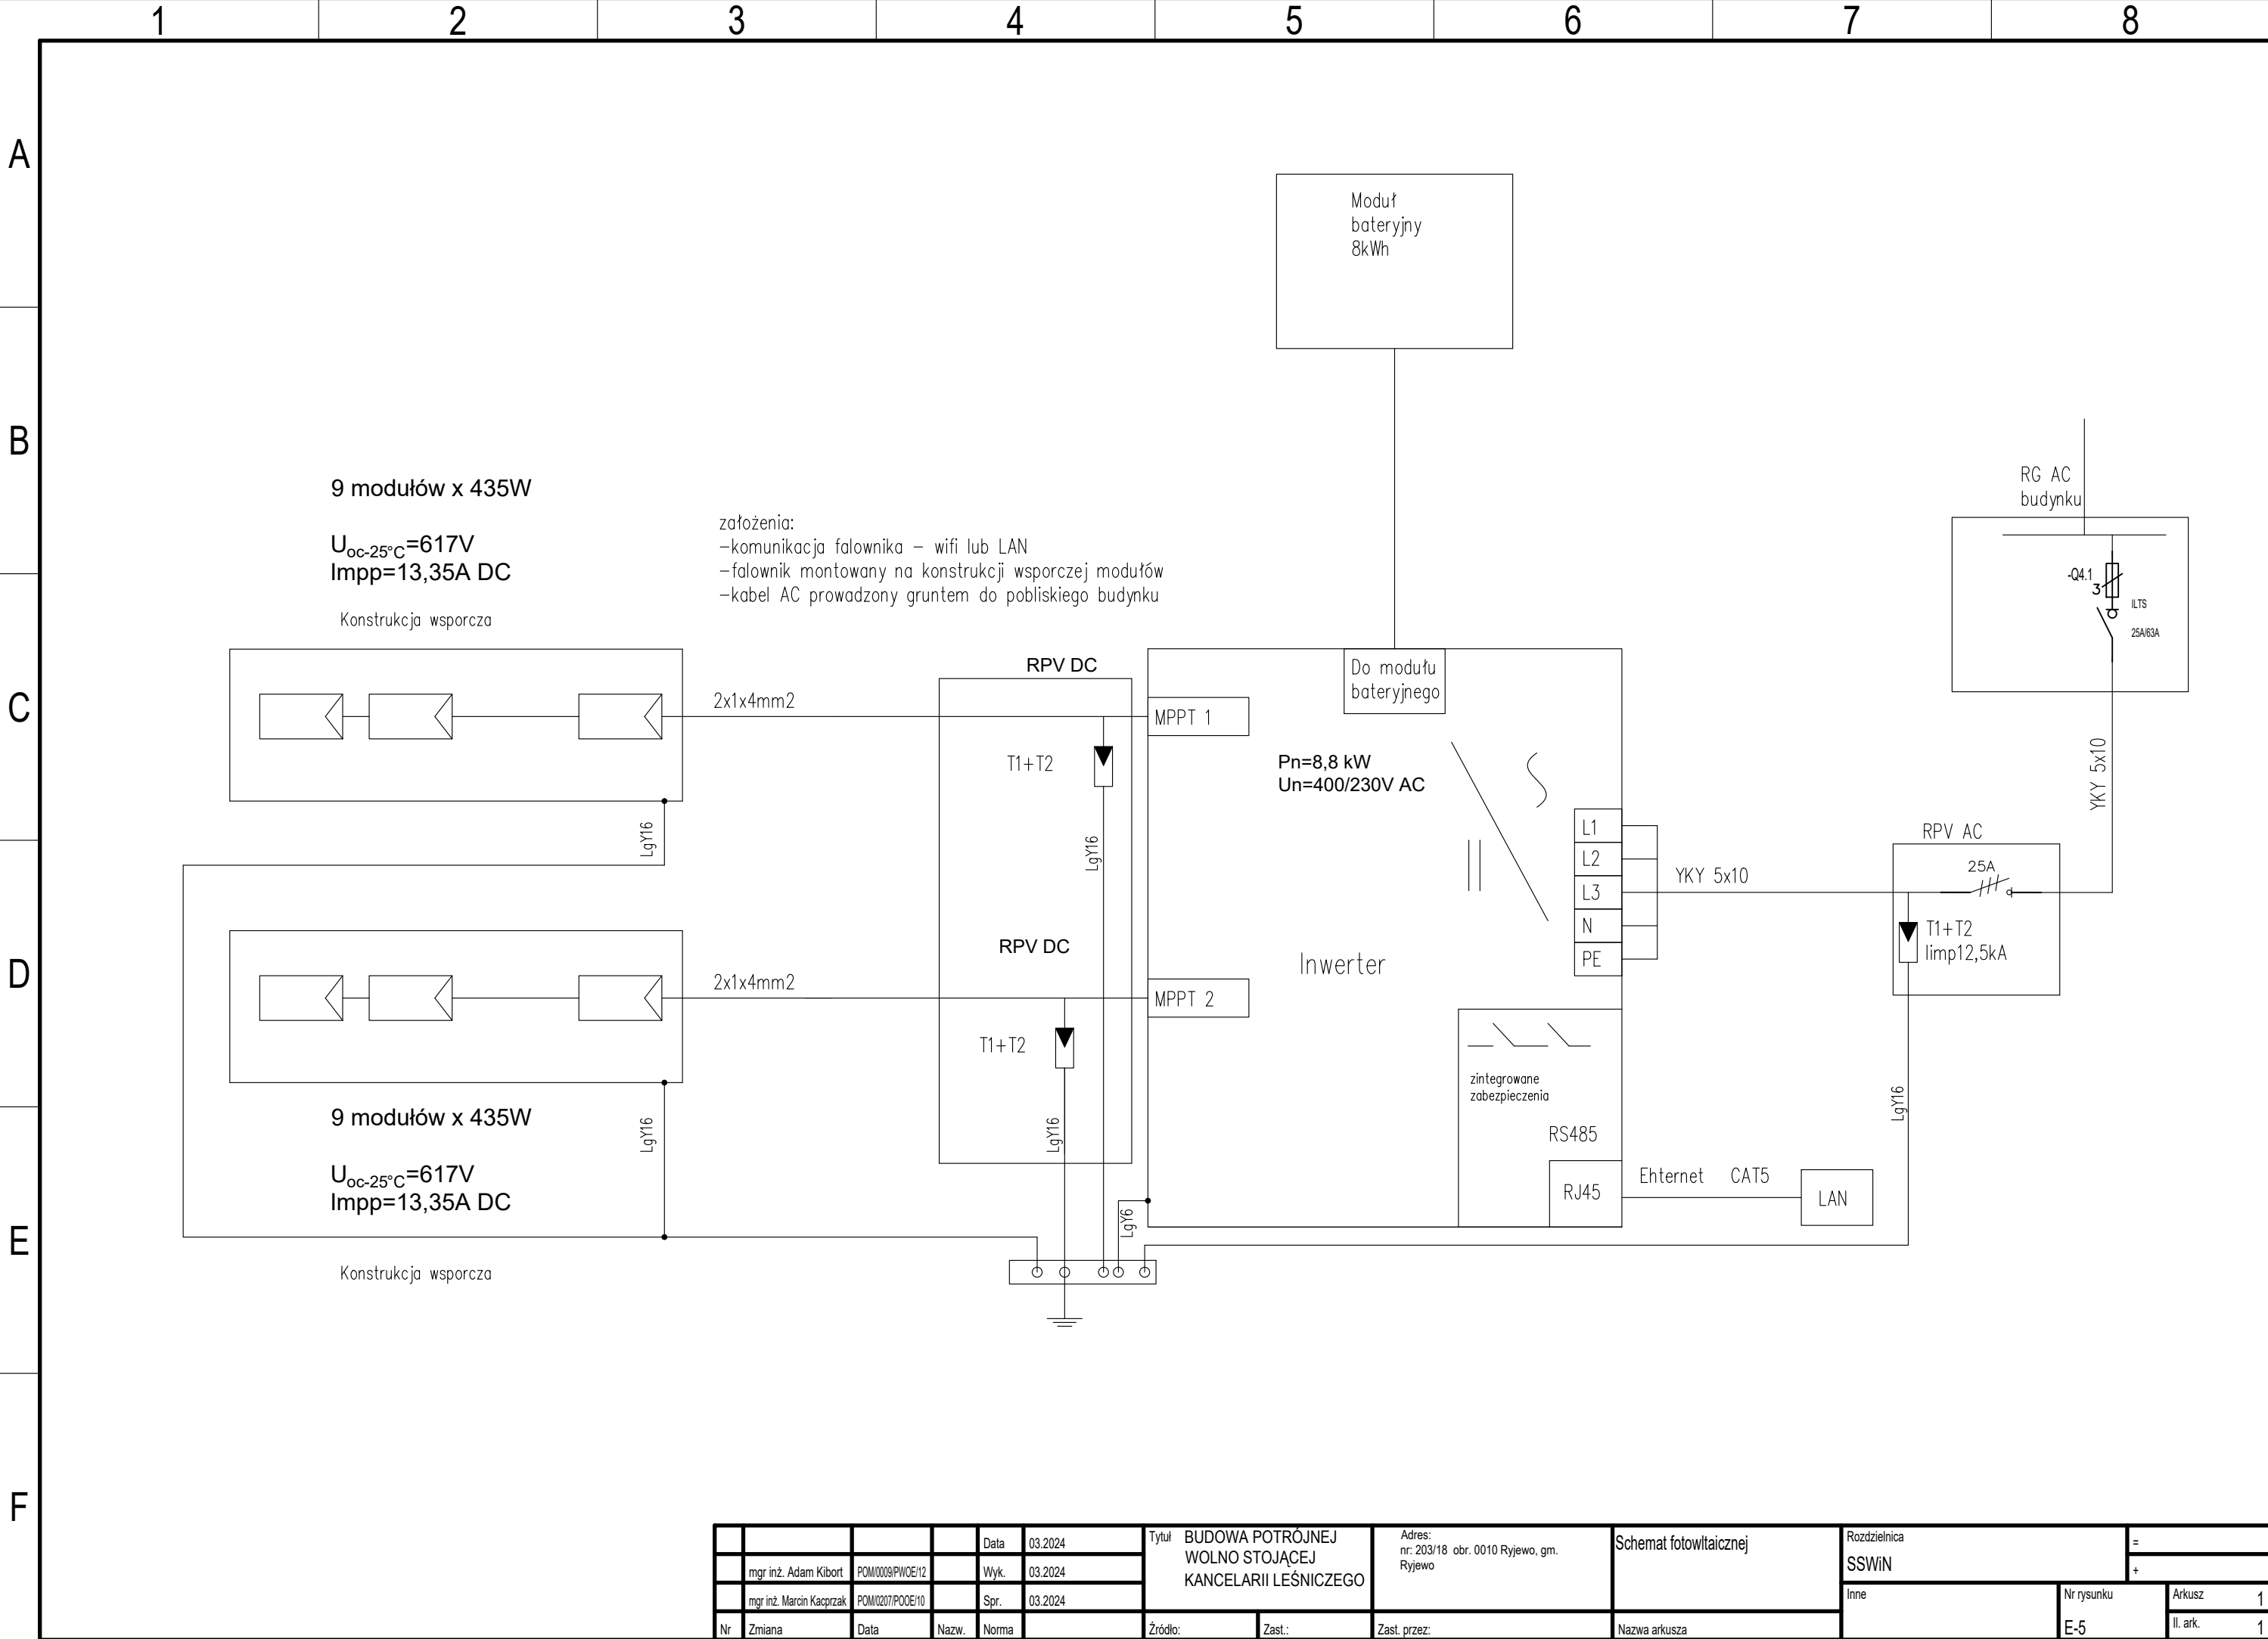 1 2 3 4 5 6 7 8
A
B
C
D
E
F
Moduł
bateryjny
8kWh
9 modułów x 435W
Uoc-25°C=617V
Impp=13,35A DC
Konstrukcja wsporcza
założenia:
-komunikacja falownika - wifi lub LAN
-falownik montowany na konstrukcji wsporczej modułów
-kabel AC prowadzony gruntem do pobliskiego budynku
RG AC
budynku
-Q4.1
3
ILTS
25A/63A
YKY 5x10
2x1x4mm2
LgY16
RPV DC
T1+T2
LgY16
MPPT 1
Do modułu
bateryjnego
Pn=8,8 kW
Un=400/230V AC
L1
L2
L3
N
PE
YKY 5x10
RPV AC
25A
T1+T2
Iimp12,5kA
LgY16
Inwerter
2x1x4mm2
RPV DC
T1+T2
LgY16
MPPT 2
zintegrowane
zabezpieczenia
RS485
RJ45
Ehternet CAT5
LAN
LgY6
9 modułów x 435W
Uoc-25°C=617V
Impp=13,35A DC
LgY16
Konstrukcja wsporcza
Data 03.2024
mgr inż. Adam Kibort POM/0009/PWOE/12 Wyk. 03.2024
mgr inż. Marcin Kacprzak POM/0207/POOE/10 Spr. 03.2024
Nr Zmiana Data Nazw. Norma
Tytuł BUDOWA POTRÓJNEJ
WOLNO STOJĄCEJ
KANCELARII LEŚNICZEGO
Źródło: Zast.: Zast. przez:
Adres:
nr: 203/18 obr. 0010 Ryjewo, gm.
Ryjewo
Schemat fotowltaicznej
Nazwa arkusza
Rozdzielnica
SSWiN
=
+
Inne
Nr rysunku
E-5
Arkusz 1
Il. ark. 1